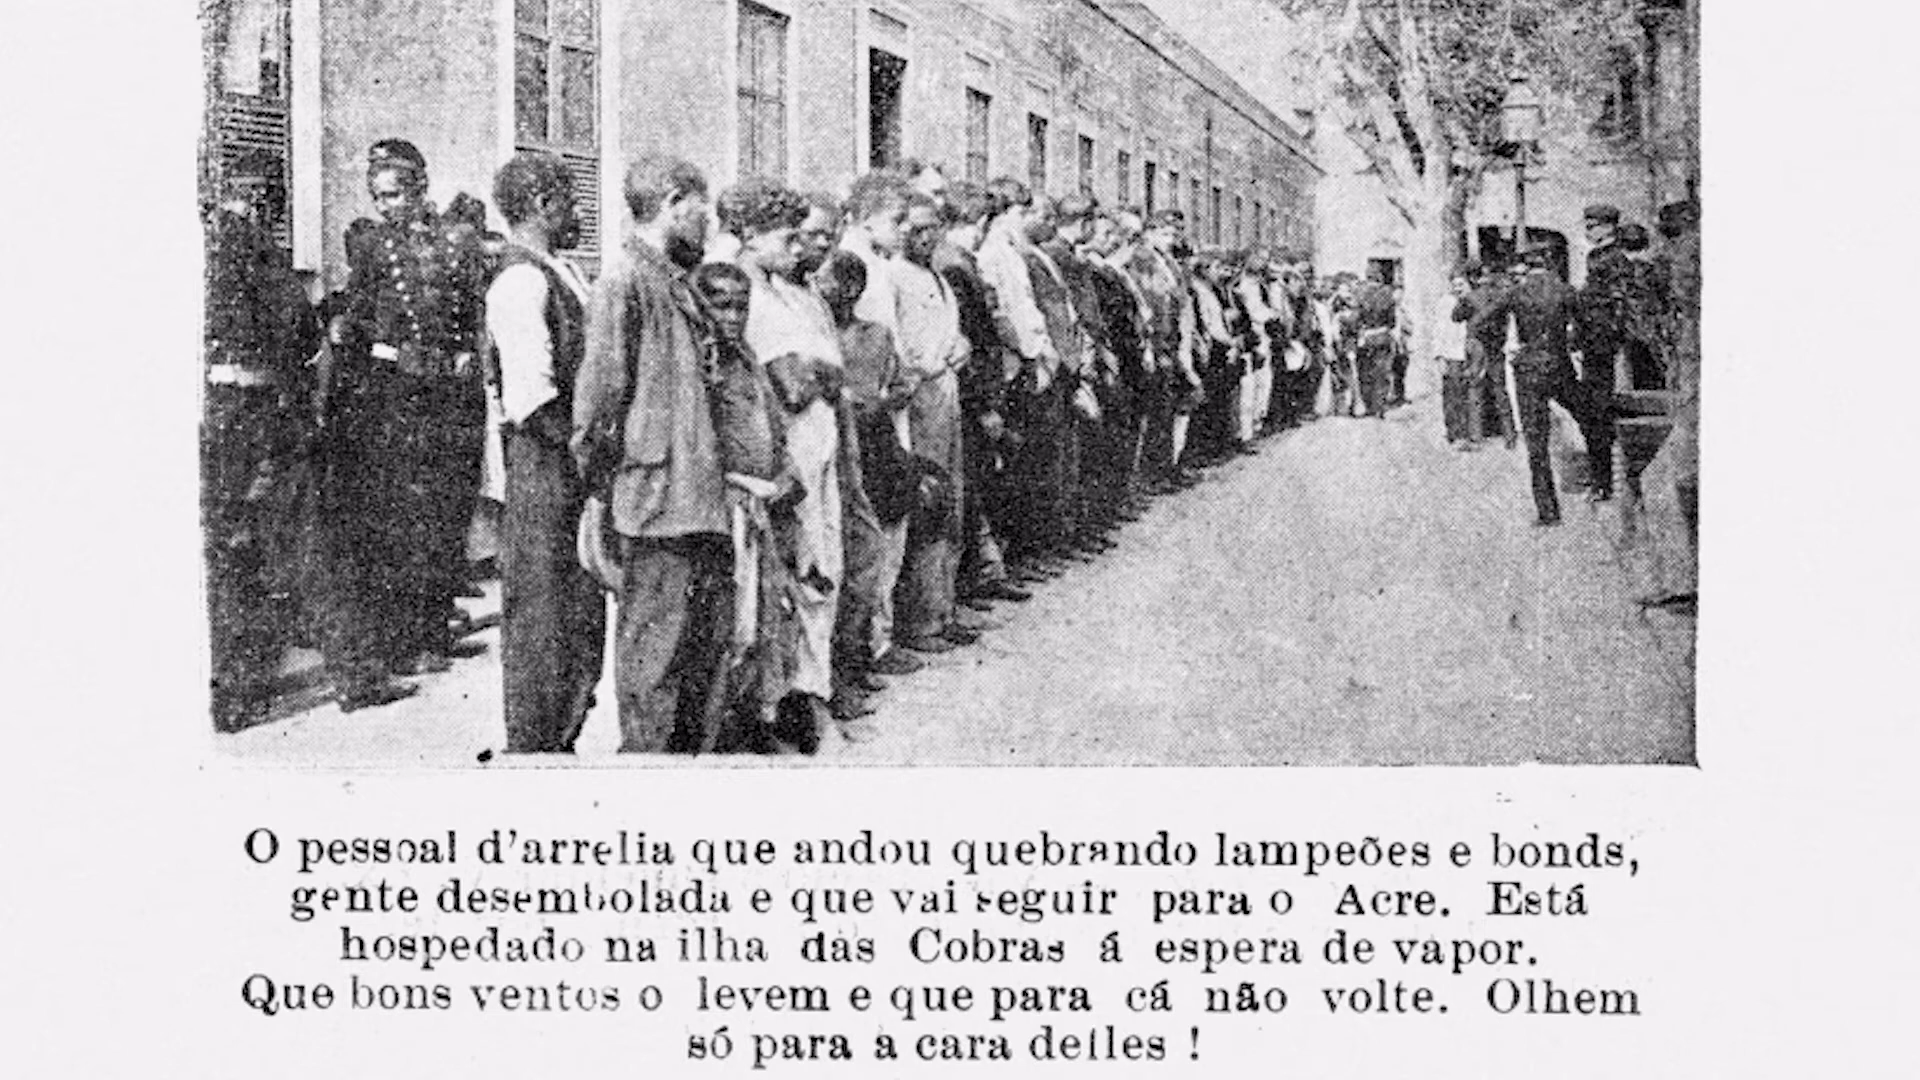 O pessoal d'arrelia que andou quebrando lampeões e bonds,
gente desembolada e que vai seguir para o Acre. Está
hospedado na ilha das Cobras á espera de vapor.
Que bons ventos o levem e que para cá não volte. Olhem
só para a cara delles !